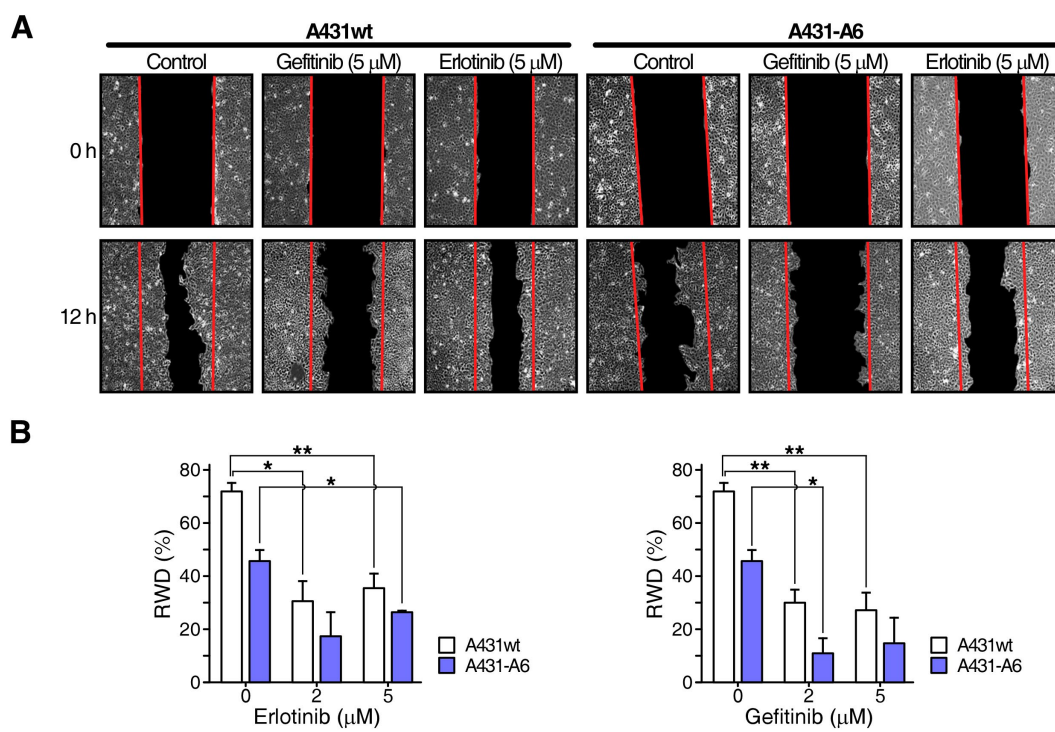 A
A431wt
A431-A6
Control
Gefitinib (5 μM)
Erlotinib (5 μM)
Control
Gefitinib (5 μM)
Erlotinib (5 μM)
0 h
12 h
B
**
*
*
80
60
40
20
0
RWD (%)
0
2
5
Erlotinib (μM)
A431wt
A431-A6
**
**
*
80
60
40
20
0
RWD (%)
0
2
5
Gefitinib (μM)
A431wt
A431-A6